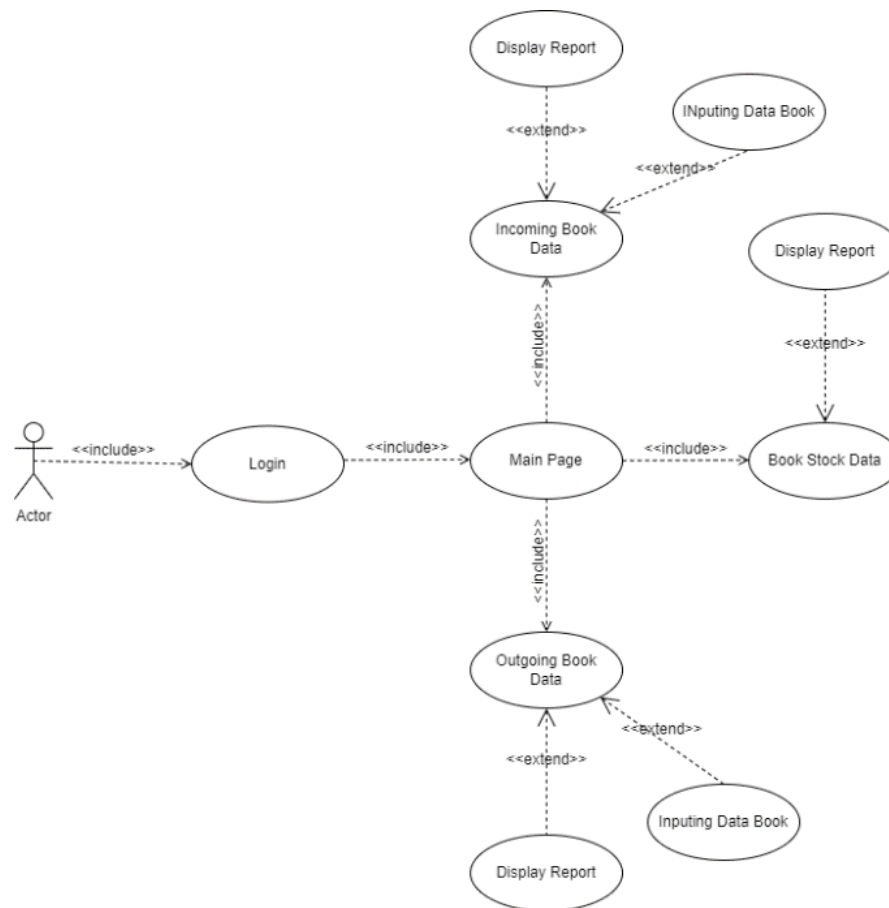 Display Report
<<extend>>
INputing Data Book
<<extend>>
Incoming Book
Data
Display Report
<<extend>>
<<include>>
Actor
<<include>>
Login
<<include>>
Main Page
<<include>>
Book Stock Data
<<include>>
Outgoing Book
Data
<<extend>>
<<extend>>
Inputing Data Book
Display Report